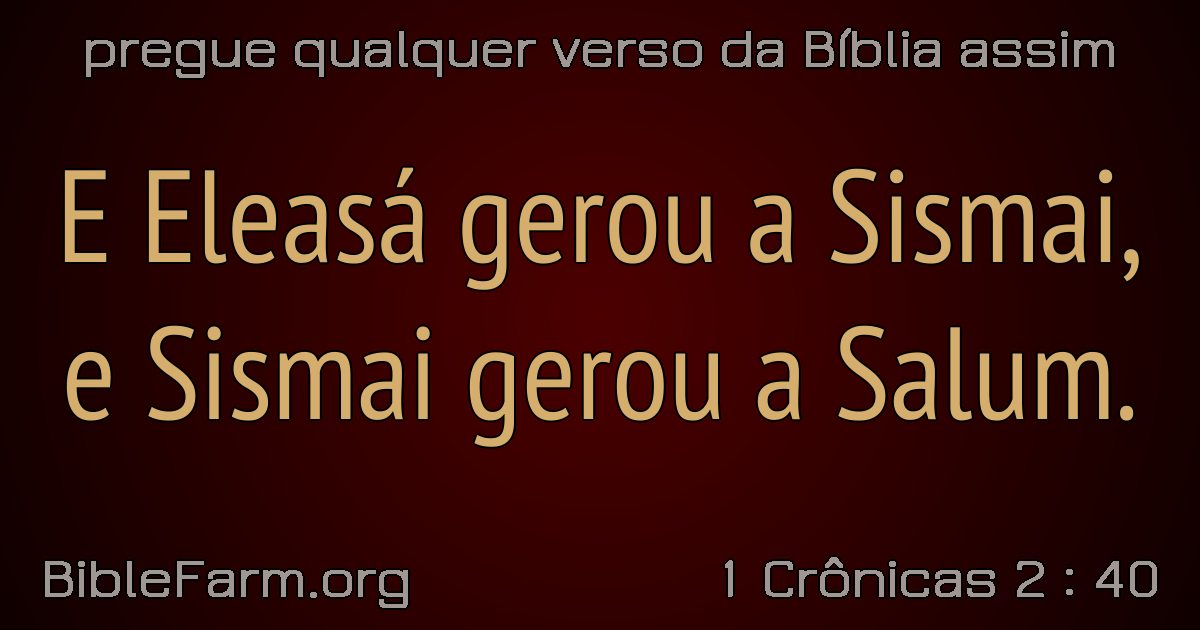 pregue qualquer verso da Bíblia assim
E Eleasá gerou a Sismai,
e Sismai gerou a Salum.
BibleFarm.org
1 Crônicas 2 : 40